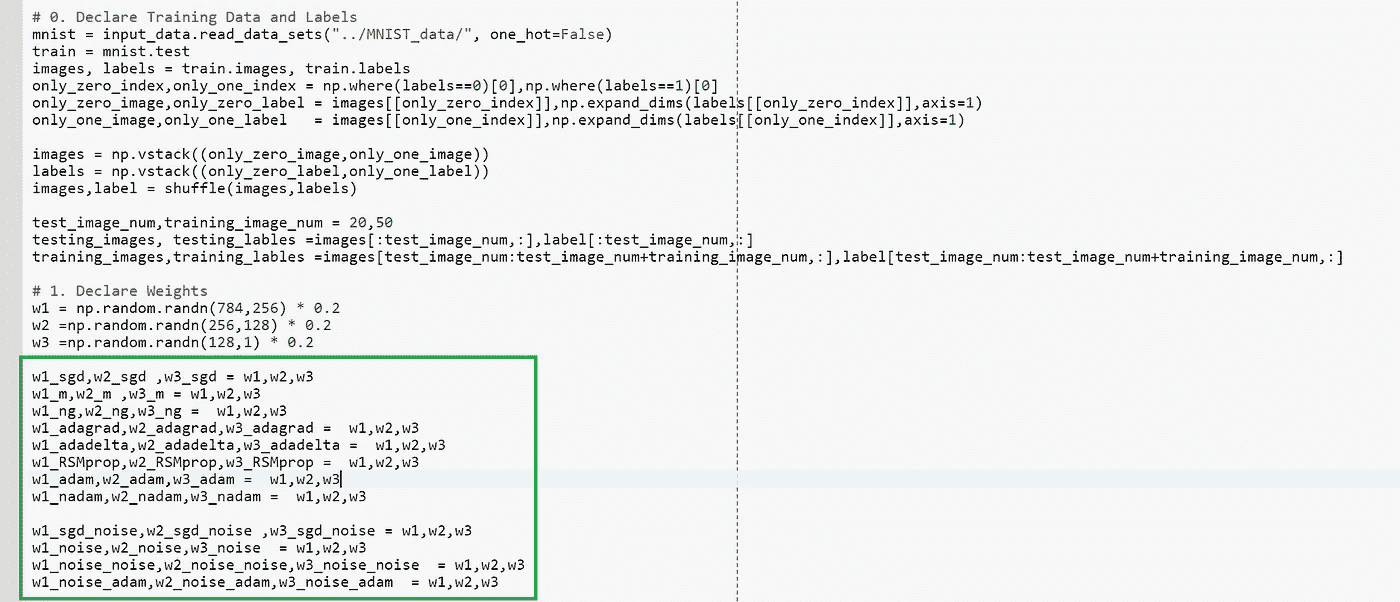 # 0. Declare Training Data and Labels
mnist = input_data.read_data_sets("../MNIST_data/", one_hot=False)
train = mnist.test
images, labels = train.images, train.labels
only_zero_index,only_one_index = np.where(labels==0)[0],np.where(labels==1)[0]
only_zero_image,only_zero_label = images[[only_zero_index]],np.expand_dims(labels[[only_zero_index]],axis=1)
only_one_image,only_one_label   = images[[only_one_index]],np.expand_dims(labels[[only_one_index]],axis=1)

images = np.vstack((only_zero_image,only_one_image))
labels = np.vstack((only_zero_label,only_one_label))
images,label = shuffle(images,labels)

test_image_num,training_image_num = 20,50
testing_images, testing_lables =images[:test_image_num,:],label[:test_image_num,:]
training_images,training_lables =images[test_image_num:test_image_num+training_image_num,:],label[test_image_num:test_image_num+training_image_num,:]

# 1. Declare Weights
w1 = np.random.randn(784,256) * 0.2
w2 =np.random.randn(256,128) * 0.2
w3 =np.random.randn(128,1) * 0.2

w1_sgd,w2_sgd ,w3_sgd = w1,w2,w3
w1_m,w2_m ,w3_m = w1,w2,w3
w1_ng,w2_ng,w3_ng =  w1,w2,w3
w1_adagrad,w2_adagrad,w3_adagrad =  w1,w2,w3
w1_adadelta,w2_adadelta,w3_adadelta =  w1,w2,w3
w1_RSMprop,w2_RSMprop,w3_RSMprop =  w1,w2,w3
w1_adam,w2_adam,w3_adam =  w1,w2,w3
w1_nadam,w2_nadam,w3_nadam =  w1,w2,w3

w1_sgd_noise,w2_sgd_noise ,w3_sgd_noise = w1,w2,w3
w1_noise,w2_noise,w3_noise  = w1,w2,w3
w1_noise_noise,w2_noise_noise,w3_noise_noise  = w1,w2,w3
w1_noise_adam,w2_noise_adam,w3_noise_adam  = w1,w2,w3